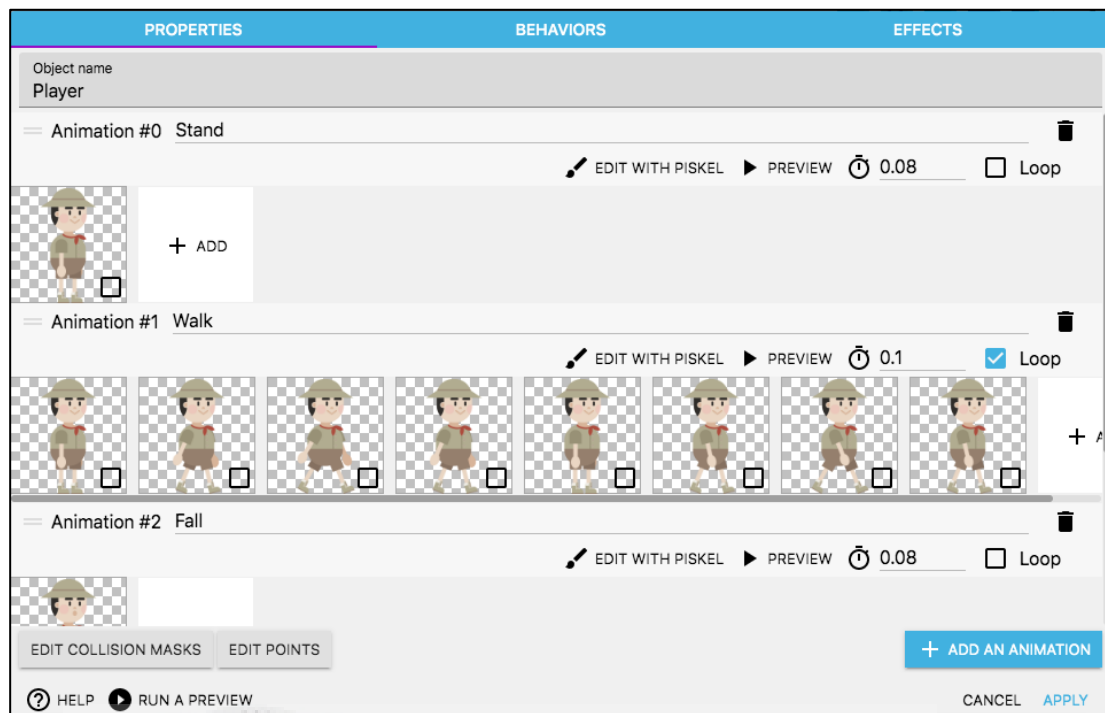 PROPERTIES BEHAVIORS EFFECTS
Object name
Player
Animation #0 Stand
EDIT WITH PISKEL PREVIEW 0.08 Loop
+ ADD
Animation #1 Walk
EDIT WITH PISKEL PREVIEW 0.1 Loop
+ A
Animation #2 Fall
EDIT WITH PISKEL PREVIEW 0.08 Loop
EDIT COLLISION MASKS EDIT POINTS + ADD AN ANIMATION
? HELP RUN A PREVIEW CANCEL APPLY